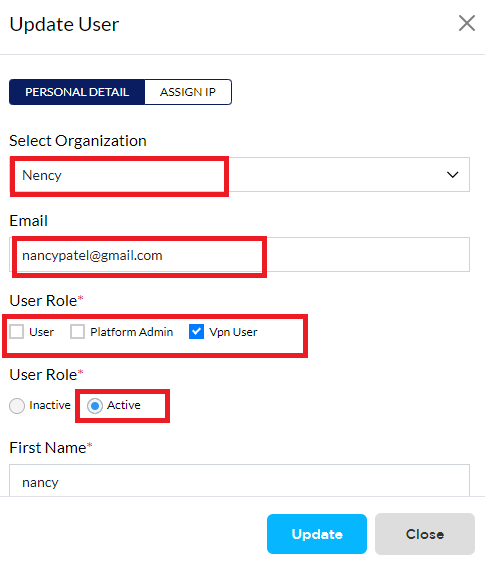 Update User
PERSONAL DETAIL ASSIGN IP
Select Organization
Nency
Email
nancypatel@gmail.com
User Role*
User Platform Admin Vpn User
User Role*
Inactive Active
First Name*
nancy
Update Close